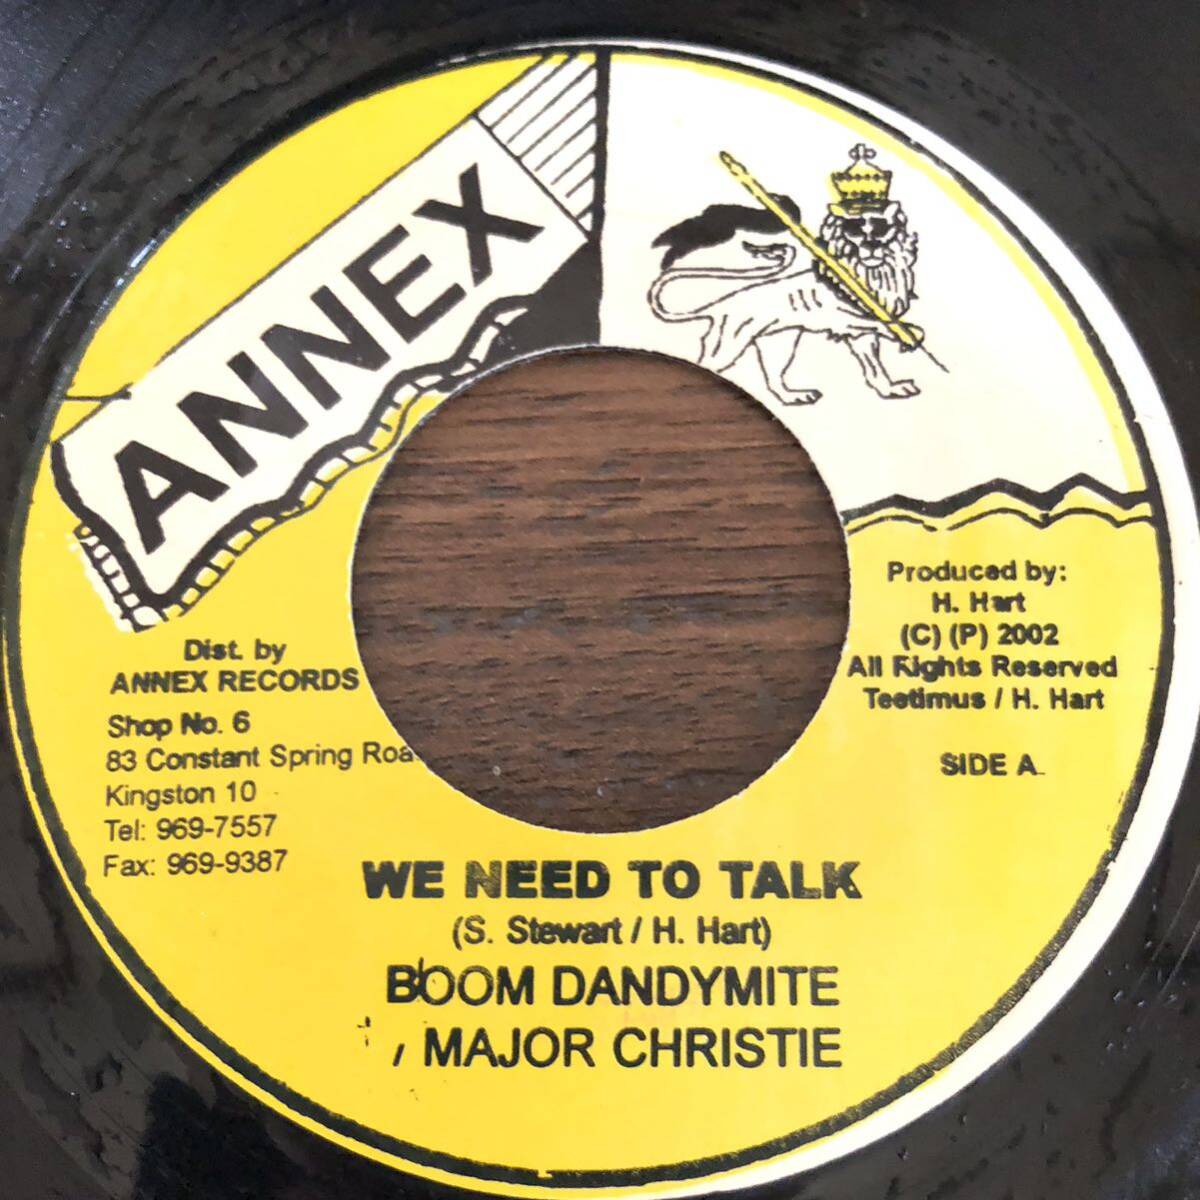 ANNEX
Dist. by
ANNEX RECORDS
Shop No. 6
83 Constant Spring Roa
Kingston 10
Tel: 969-7557
Fax: 969-9387
Produced by:
H. Hart
(C) (P) 2002
All Rights Reserved
Teetimus / H. Hart
SIDE A
WE NEED TO TALK
(S. Stewart / H. Hart)
BOOM DANDYMITE
/ MAJOR CHRISTIE